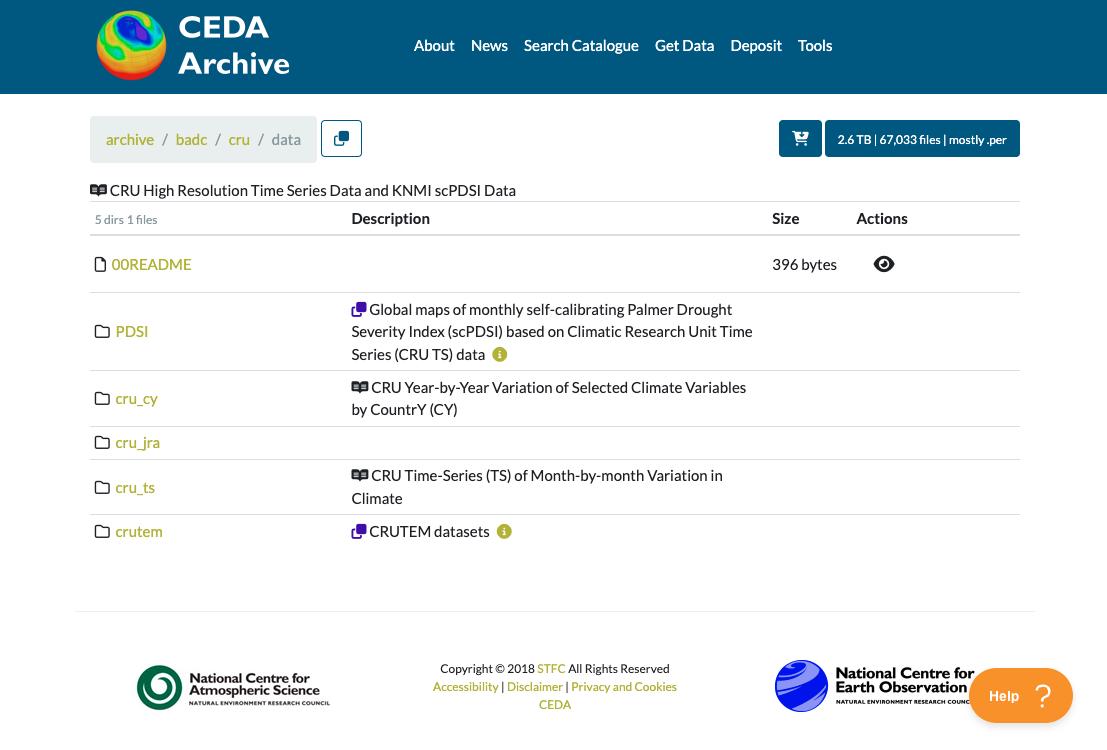 CEDA
Archive
About News Search Catalogue Get Data Deposit Tools
archive / badc / cru / data
2.6 TB | 67,033 files | mostly .per
CRU High Resolution Time Series Data and KNMI scPDSI Data
5 dirs 1 files Description Size Actions
00README 396 bytes
PDSI Global maps of monthly self-calibrating Palmer Drought
Severity Index (scPDSI) based on Climatic Research Unit Time
Series (CRU TS) data
cru_cy CRU Year-by-Year Variation of Selected Climate Variables
by CountrY (CY)
cru_jra
cru_ts CRU Time-Series (TS) of Month-by-month Variation in
Climate
crutem CRUTEM datasets
National Centre for
Atmospheric Science
NATURAL ENVIRONMENT RESEARCH COUNCIL
Copyright © 2018 STFC All Rights Reserved
Accessibility | Disclaimer | Privacy and Cookies
CEDA
National Centre for
Earth Observation
NATURAL ENVIRONMENT RESEARCH
Help ?